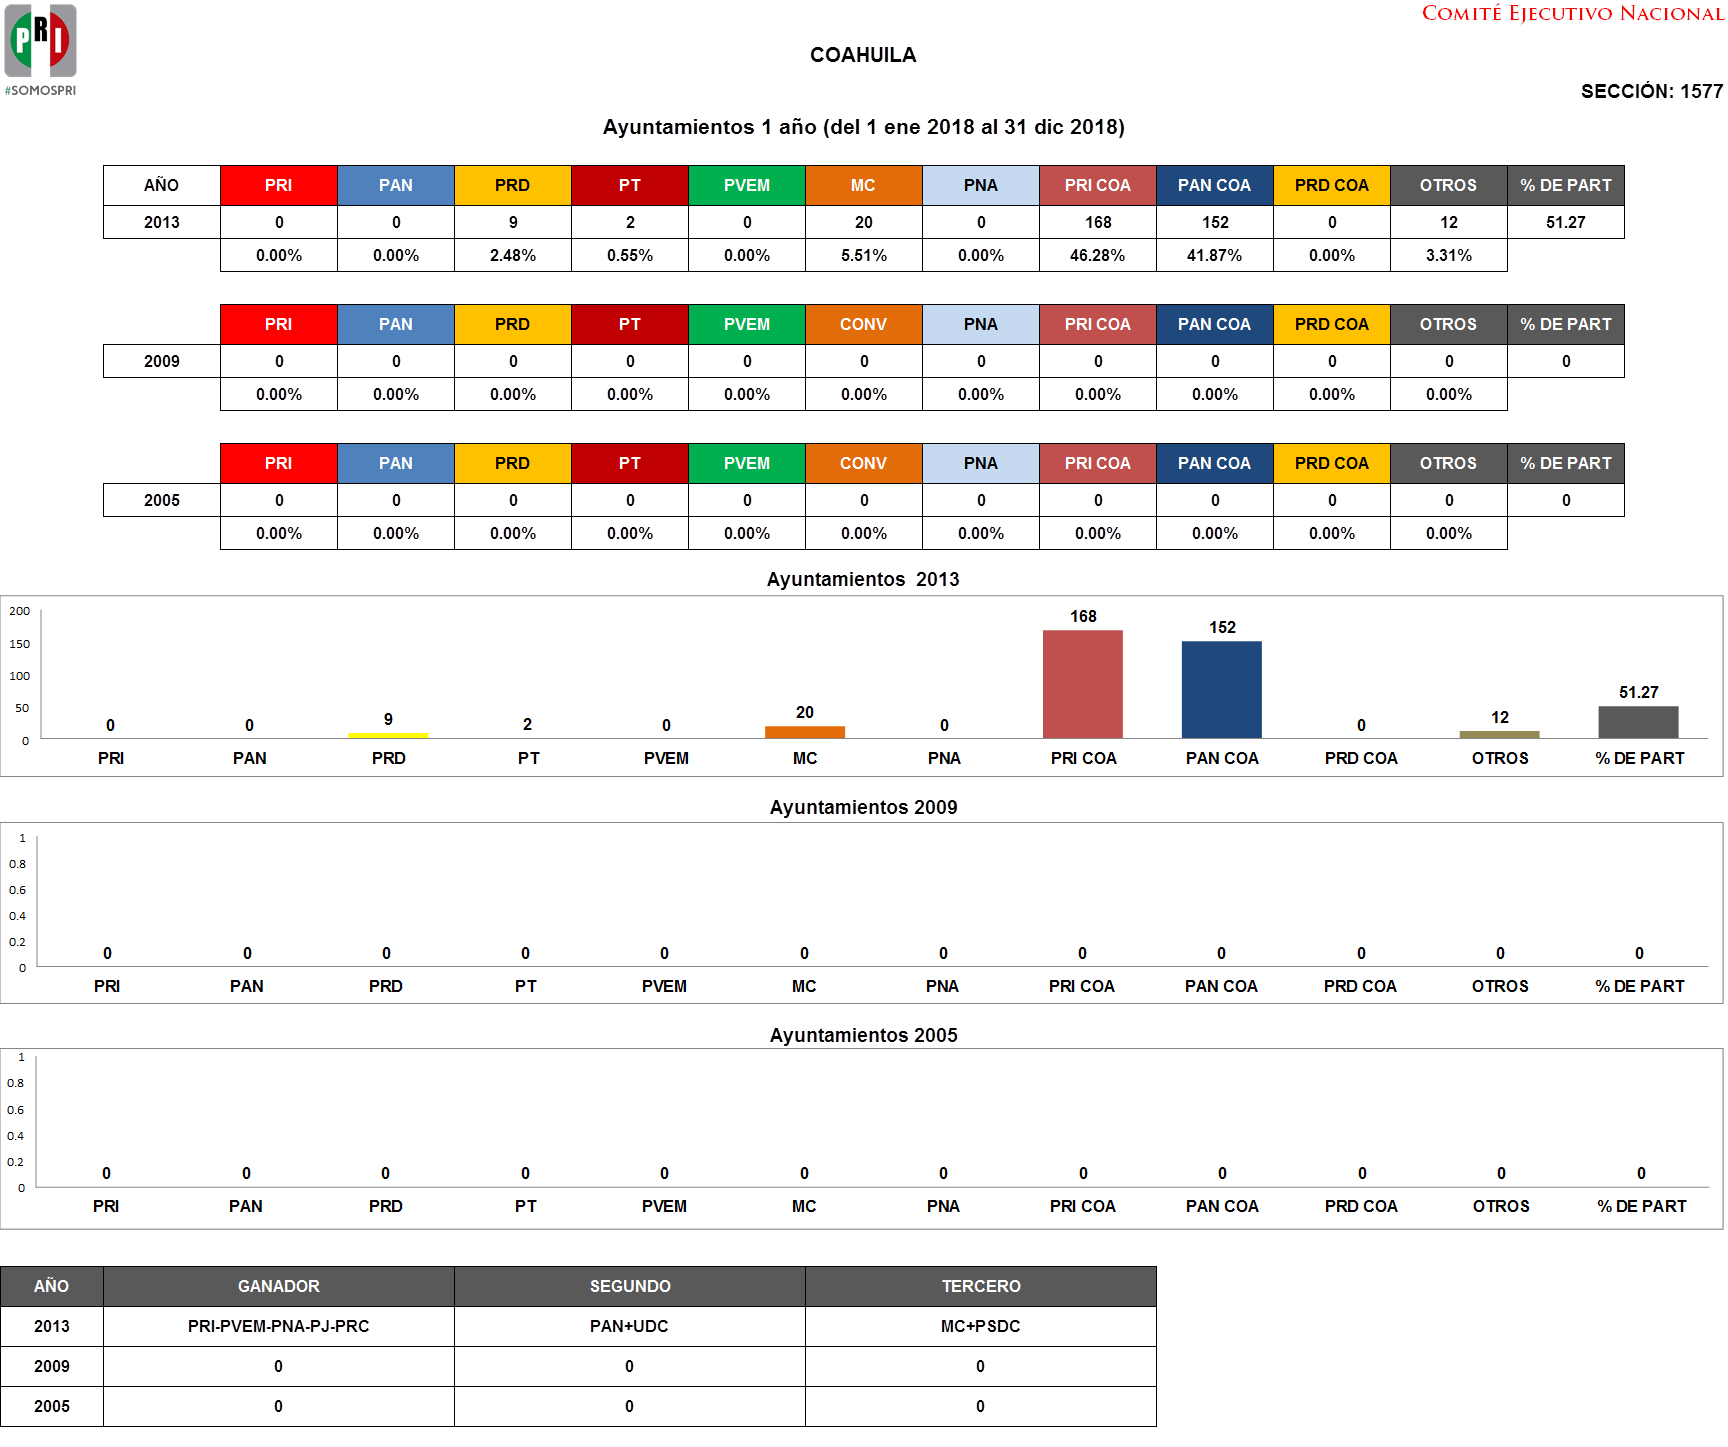 PRI
#SOMOSPRI
COMITÉ EJECUTIVO NACIONAL
COAHUILA
SECCIÓN: 1577
Ayuntamientos 1 año (del 1 ene 2018 al 31 dic 2018)
AÑO PRI PAN PRD PT PVEM MC PNA PRI COA PAN COA PRD COA OTROS % DE PART
2013 0 0 9 2 0 20 0 168 152 0 12 51.27
0.00% 0.00% 2.48% 0.55% 0.00% 5.51% 0.00% 46.28% 41.87% 0.00% 3.31%
PRI PAN PRD PT PVEM CONV PNA PRI COA PAN COA PRD COA OTROS % DE PART
2009 0 0 0 0 0 0 0 0 0 0 0 0
0.00% 0.00% 0.00% 0.00% 0.00% 0.00% 0.00% 0.00% 0.00% 0.00% 0.00%
PRI PAN PRD PT PVEM CONV PNA PRI COA PAN COA PRD COA OTROS % DE PART
2005 0 0 0 0 0 0 0 0 0 0 0 0
0.00% 0.00% 0.00% 0.00% 0.00% 0.00% 0.00% 0.00% 0.00% 0.00% 0.00%
Ayuntamientos 2013
200
150
100
50
0
0 0 9 2 0 20 0 168 152 0 12 51.27
PRI PAN PRD PT PVEM MC PNA PRI COA PAN COA PRD COA OTROS % DE PART
Ayuntamientos 2009
1
0.8
0.6
0.4
0.2
0
0 0 0 0 0 0 0 0 0 0 0 0
PRI PAN PRD PT PVEM MC PNA PRI COA PAN COA PRD COA OTROS % DE PART
Ayuntamientos 2005
1
0.8
0.6
0.4
0.2
0
0 0 0 0 0 0 0 0 0 0 0 0
PRI PAN PRD PT PVEM MC PNA PRI COA PAN COA PRD COA OTROS % DE PART
AÑO GANADOR SEGUNDO TERCERO
2013 PRI-PVEM-PNA-PJ-PRC PAN+UDC MC+PSDC
2009 0 0 0
2005 0 0 0